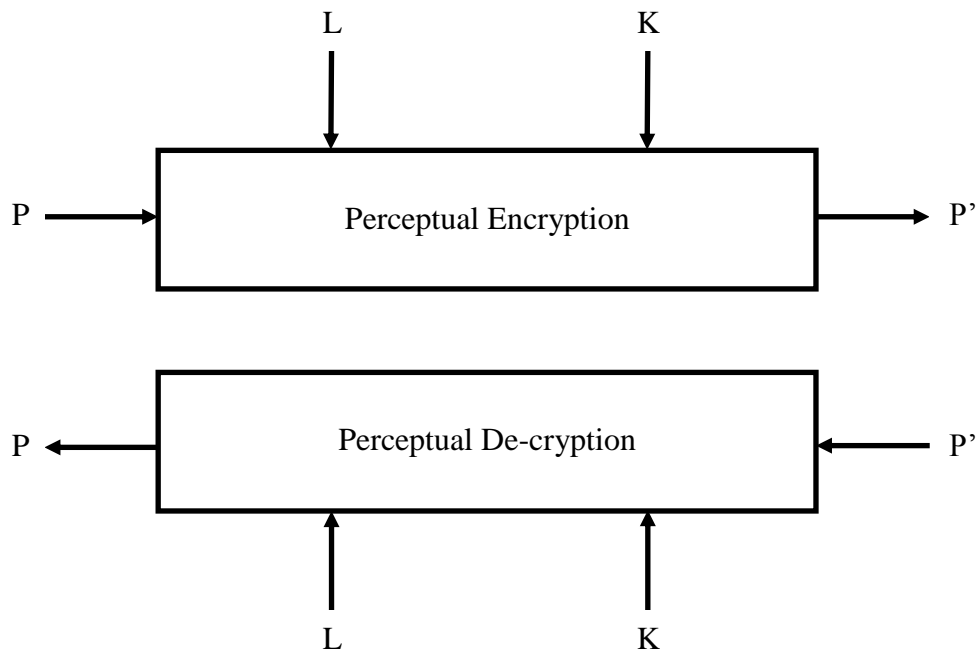 L K
P Perceptual Encryption P’
P Perceptual De-cryption P’
L K